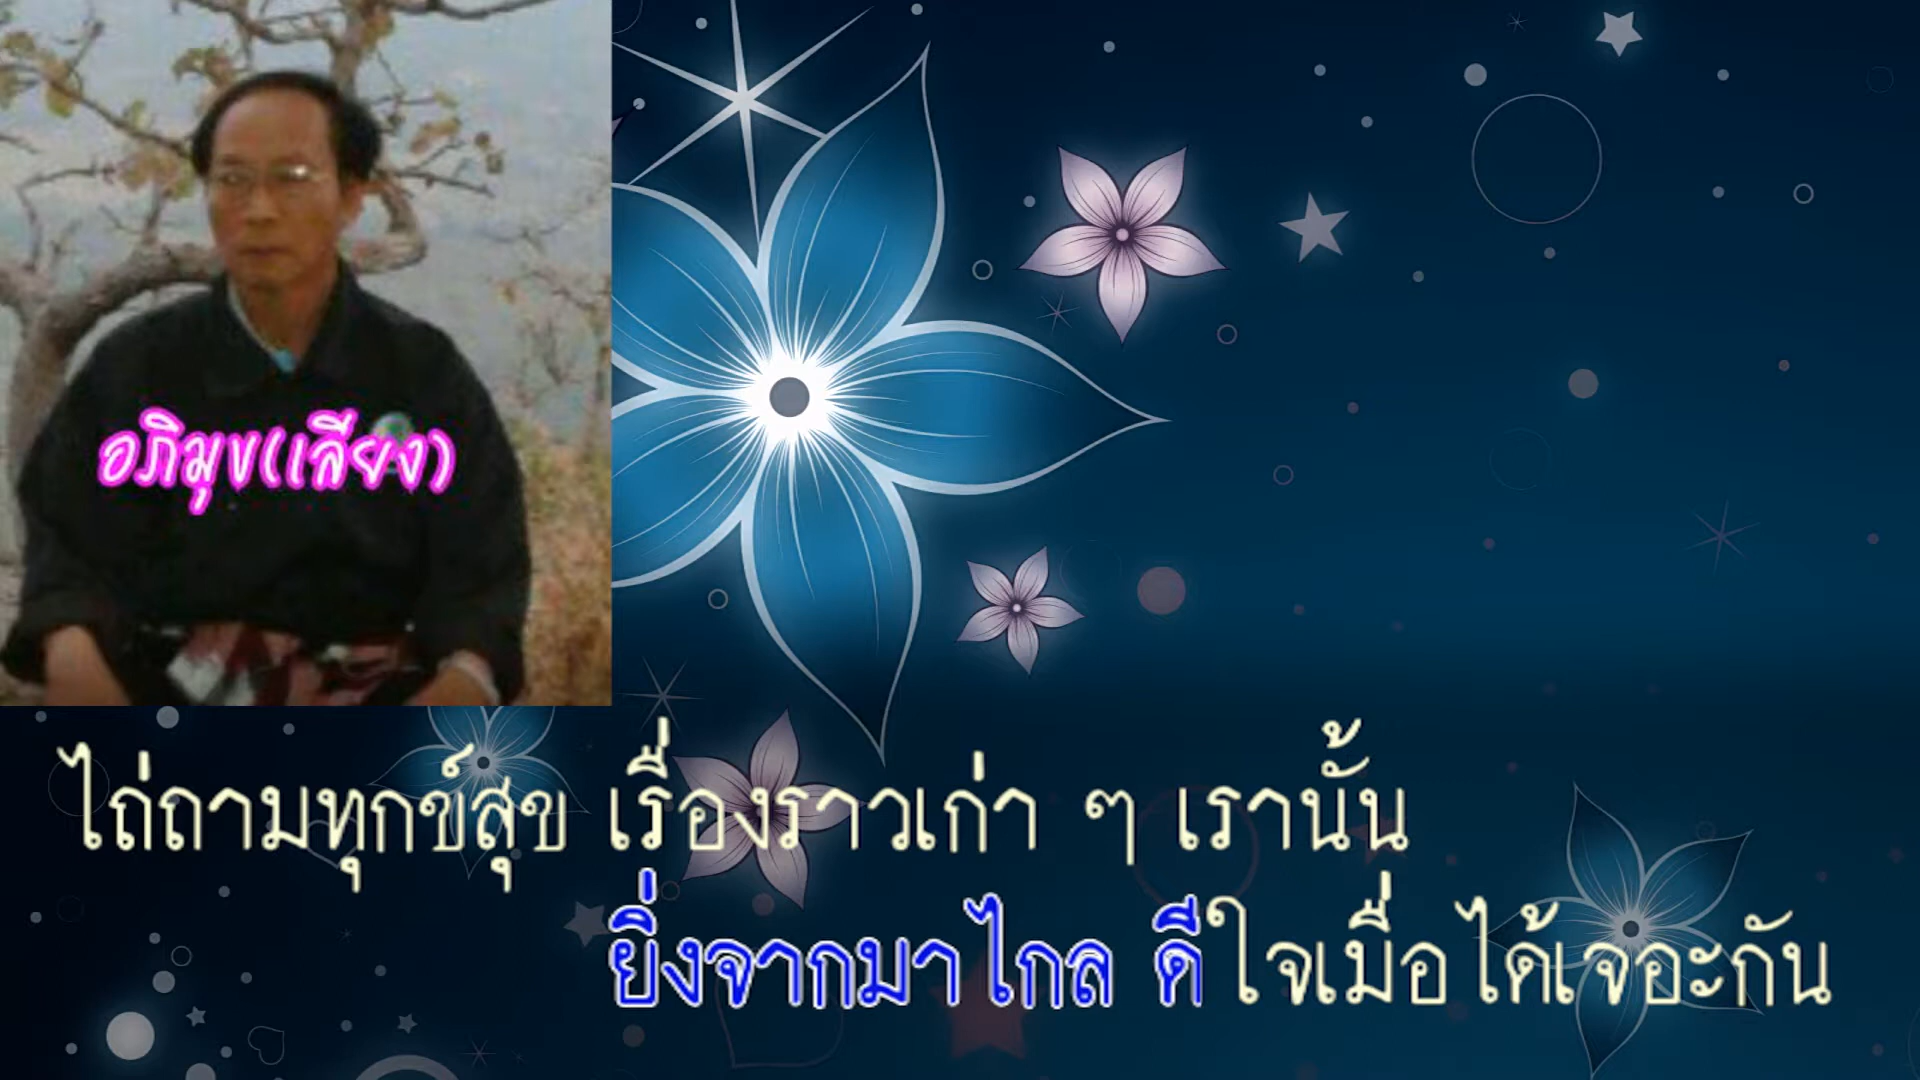 อภิมุข(เลียง)
ไถ่ถามทุกข์สุข เรื่องราวเก่า ๆ เรานั้น
ยิ่งจากมาไกล ดีใจเมื่อได้เจอะกัน